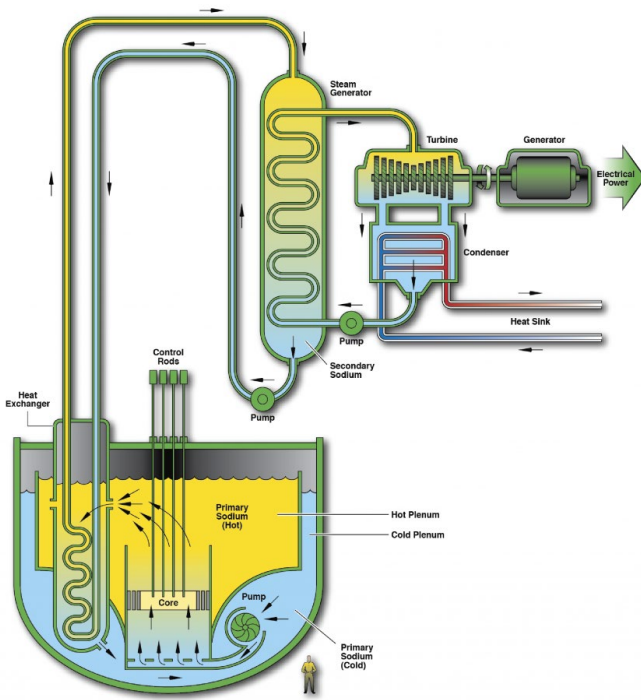 Steam
Generator
Turbine
Generator
Electrical
Power
Condenser
Heat Sink
Pump
Secondary
Sodium
Control
Rods
Pump
Heat
Exchanger
Primary
Sodium
(Hot)
Hot Plenum
Cold Plenum
Core
Pump
Primary
Sodium
(Cold)